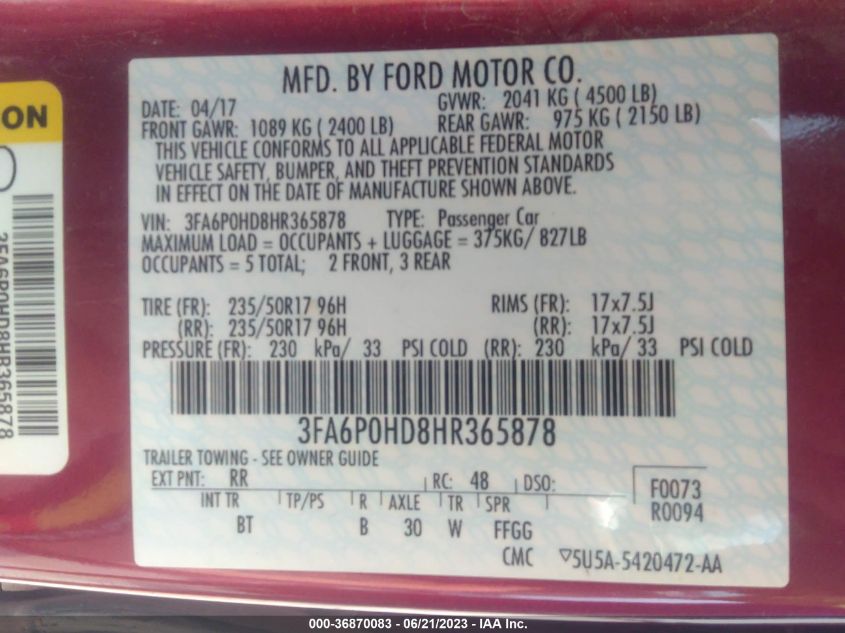 MFD. BY FORD MOTOR CO.
DATE: 04/17 GVWR: 2041 KG ( 4500 LB)
FRONT GAWR: 1089 KG ( 2400 LB) REAR GAWR: 975 KG ( 2150 LB)
THIS VEHICLE CONFORMS TO ALL APPLICABLE FEDERAL MOTOR
VEHICLE SAFETY, BUMPER, AND THEFT PREVENTION STANDARDS
IN EFFECT ON THE DATE OF MANUFACTURE SHOWN ABOVE.
VIN: 3FA6P0HD8HR365878 TYPE: Passenger Car
MAXIMUM LOAD = OCCUPANTS + LUGGAGE = 375KG/ 827LB
OCCUPANTS = 5 TOTAL; 2 FRONT, 3 REAR
TIRE (FR): 235/50R17 96H RIMS (FR): 17x7.5J
(RR): 235/50R17 96H (RR): 17x7.5J
PRESSURE (FR): 230 kPa/ 33 PSI COLD (RR): 230 kPa/ 33 PSI COLD
3FA6P0HD8HR365878
TRAILER TOWING - SEE OWNER GUIDE
EXT PNT: RR RC: 48 DSO:
F0073
R0094
INT TR TP/PS R AXLE TR SPR
BT B 30 W FFGG
CMC ▽5U5A-5420472-AA
ON
3FA6P0HD8HR365878
000-36870083 - 06/21/2023 - IAA Inc.